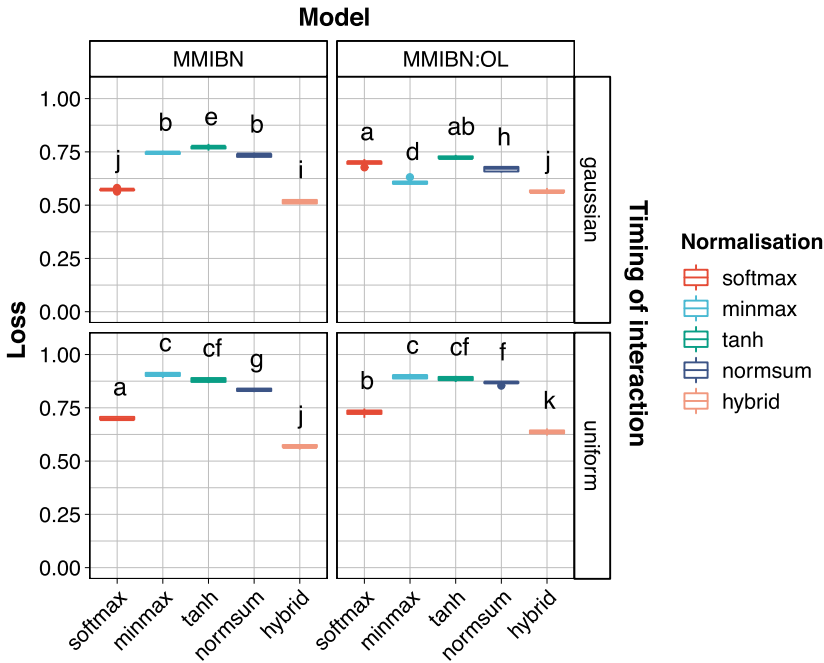 Model
MMIBN MMIBN:OL
Loss
1.00
0.75
0.50
0.25
0.00
j b e b i
a d ab h j
gaussian
1.00
0.75
0.50
0.25
0.00
a c cf g j
b c cf f k
uniform
Timing of interaction
softmax minmax tanh normsum hybrid
softmax minmax tanh normsum hybrid
Normalisation
softmax
minmax
tanh
normsum
hybrid